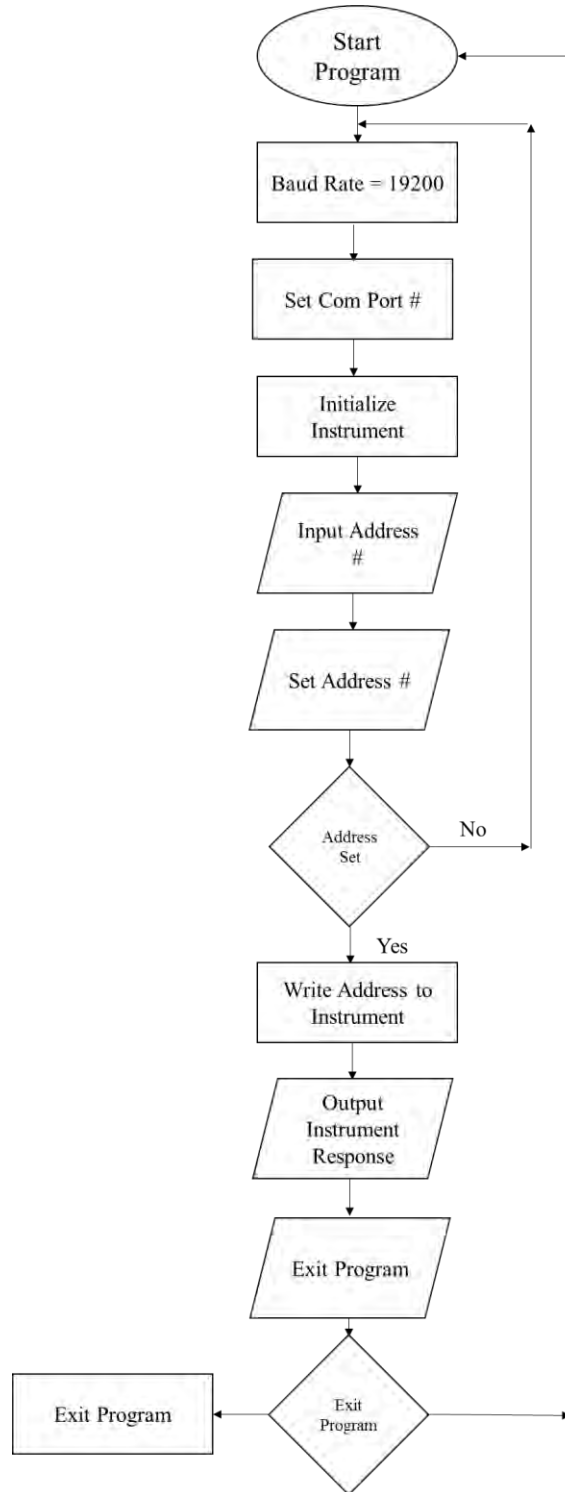 Start
Program
Baud Rate = 19200
Set Com Port #
Initialize
Instrument
Input Address
#
Set Address #
Address
Set
No
Yes
Write Address to
Instrument
Output
Instrument
Response
Exit Program
Exit Program
Exit
Program